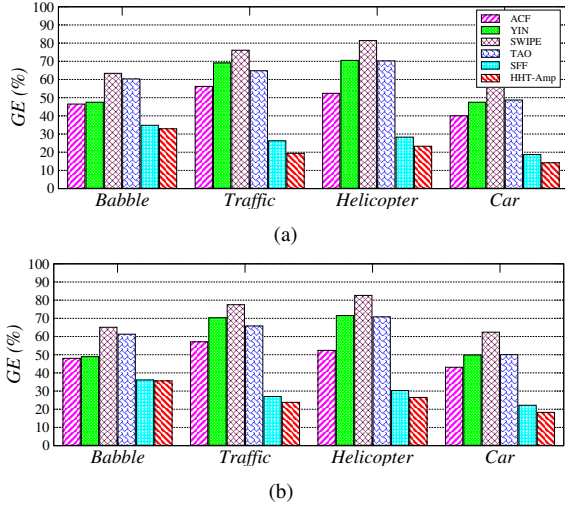 GE (%)
100
90
80
70
60
50
40
30
20
10
0
ACF
YIN
SWIPE
TAO
SFF
HHT-Amp
Babble Traffic Helicopter Car
(a)
GE (%)
100
90
80
70
60
50
40
30
20
10
0
Babble Traffic Helicopter Car
(b)